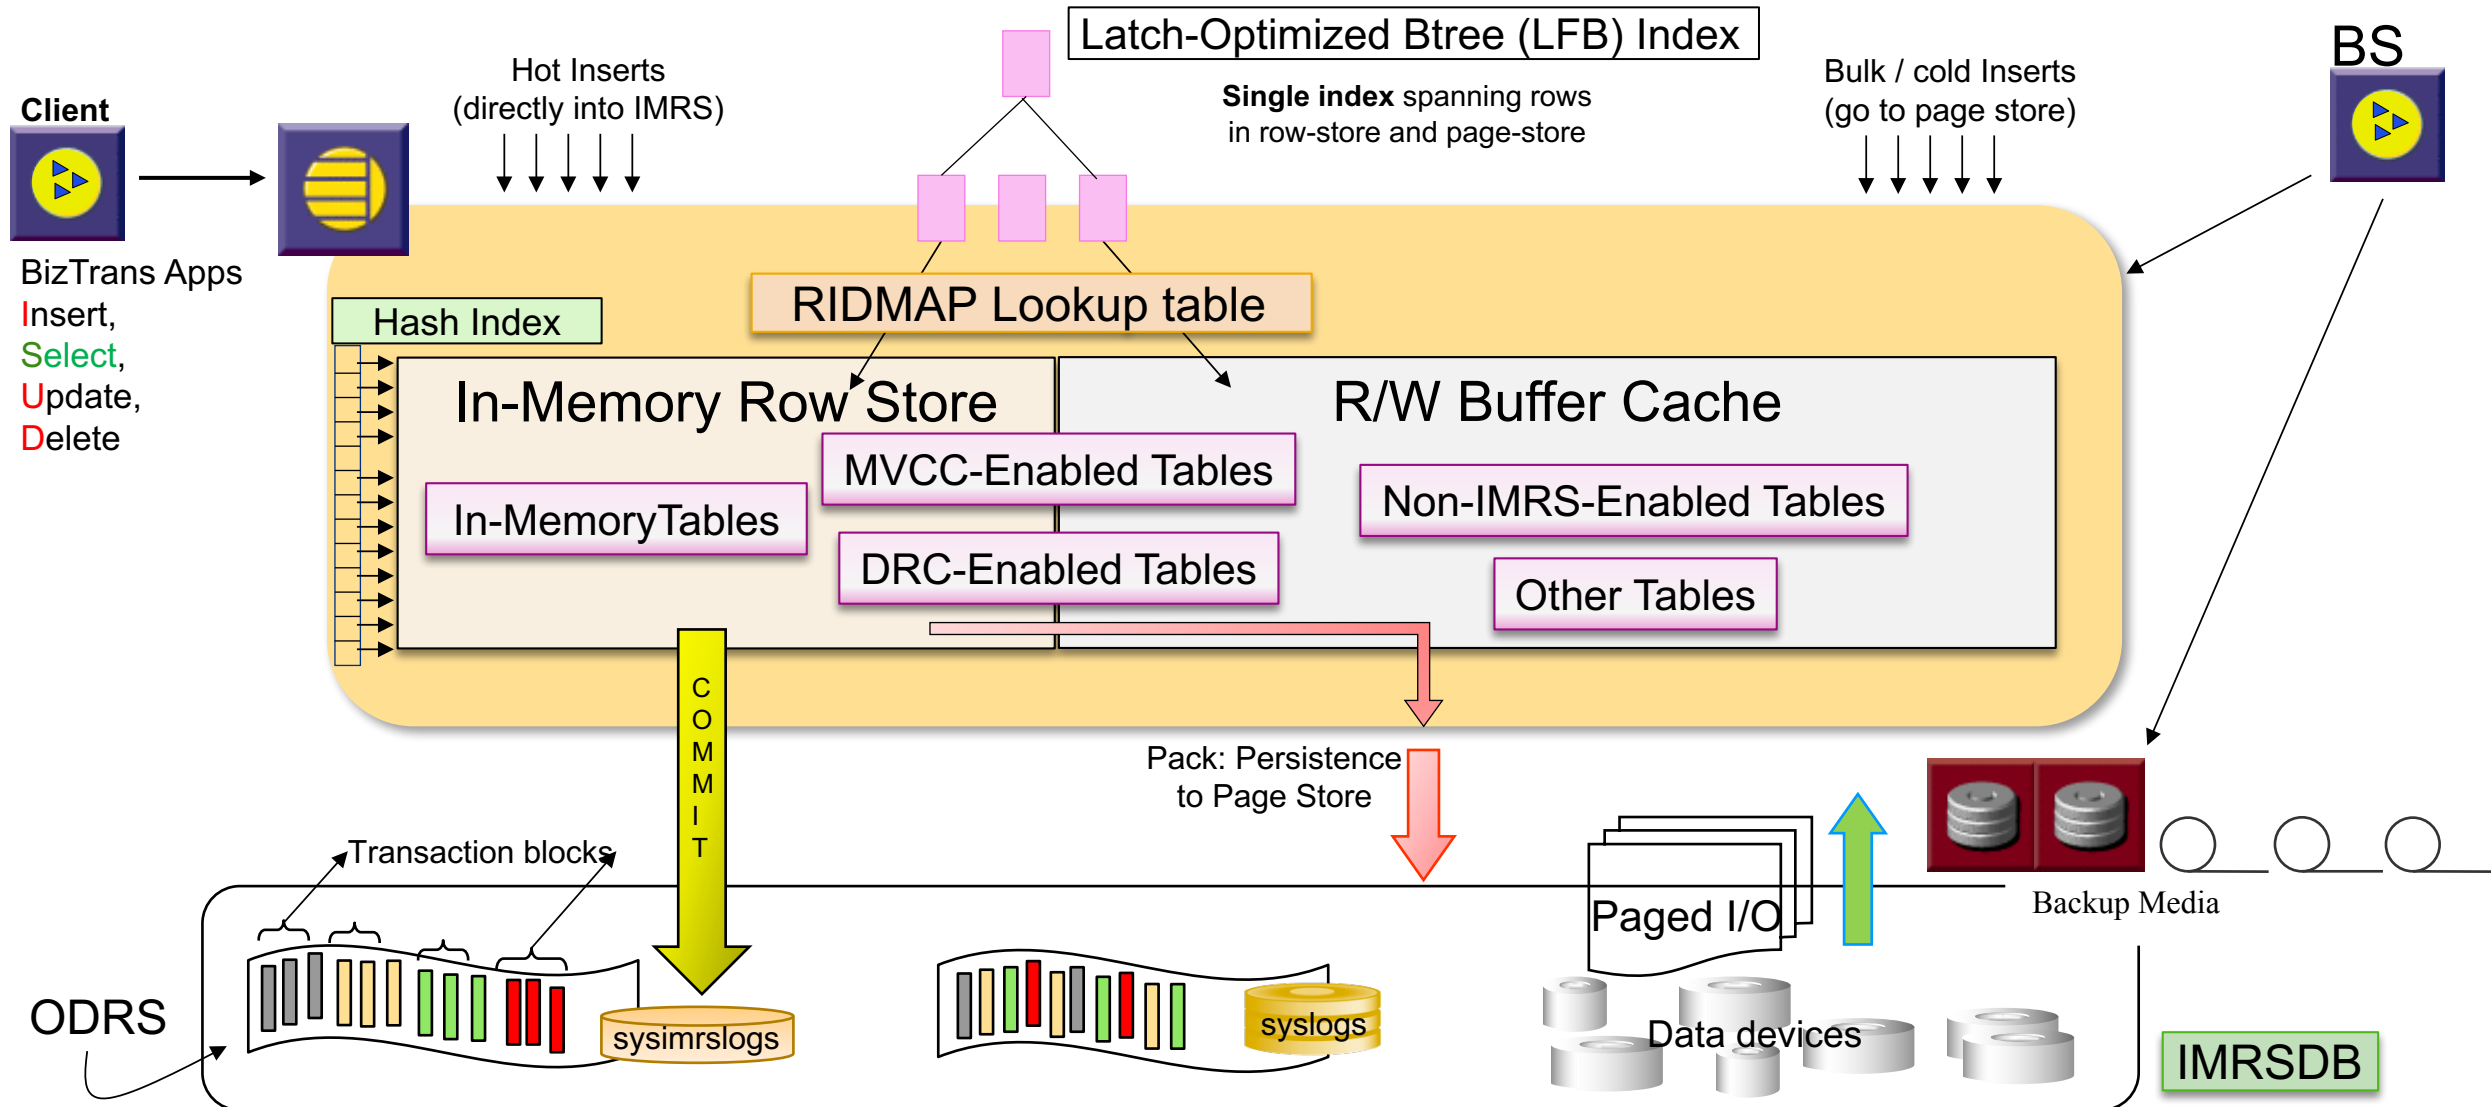 Latch-Optimized Btree (LFB) Index
BS
Hot Inserts
(directly into IMRS)
Single index spanning rows
in row-store and page-store
Bulk / cold Inserts
(go to page store)
Client
BizTrans Apps
Insert,
Select,
Update,
Delete
RIDMAP Lookup table
Hash Index
In-Memory Row Store
R/W Buffer Cache
MVCC-Enabled Tables
In-MemoryTables
Non-IMRS-Enabled Tables
DRC-Enabled Tables
Other Tables
C
O
M
M
I
T
Pack: Persistence
to Page Store
Transaction blocks
Paged I/O
Backup Media
ODRS
sysimrslogs
syslogs
Data devices
IMRSDB